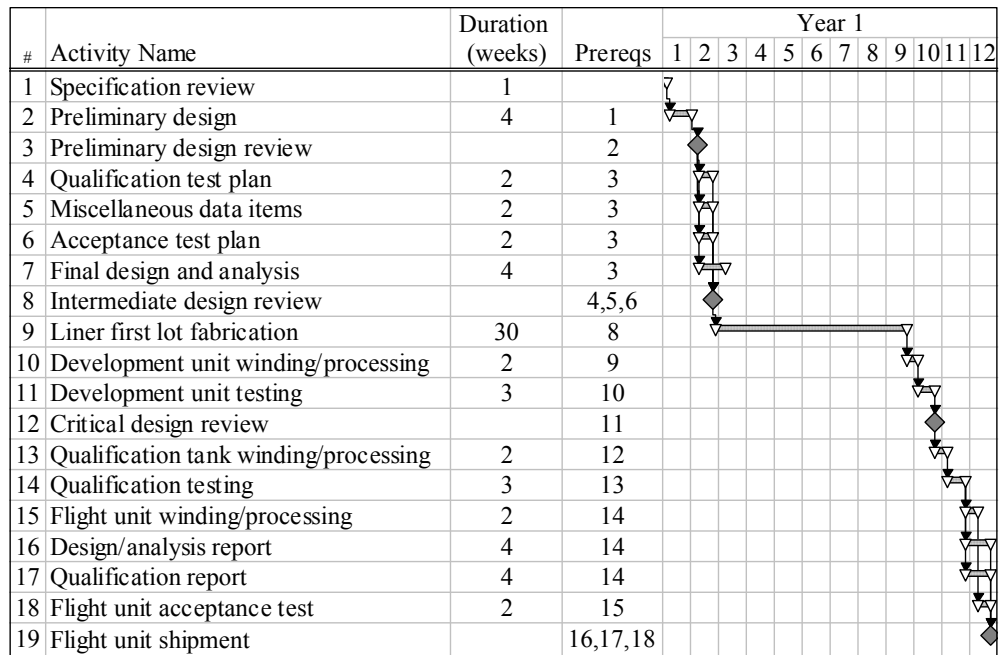 Duration Year 1
# Activity Name (weeks) Prereqs 1 2 3 4 5 6 7 8 9 10 11 12
1 Specification review 1
2 Preliminary design 4 1
3 Preliminary design review 2
4 Qualification test plan 2 3
5 Miscellaneous data items 2 3
6 Acceptance test plan 2 3
7 Final design and analysis 4 3
8 Intermediate design review 4,5,6
9 Liner first lot fabrication 30 8
10 Development unit winding/processing 2 9
11 Development unit testing 3 10
12 Critical design review 11
13 Qualification tank winding/processing 2 12
14 Qualification testing 3 13
15 Flight unit winding/processing 2 14
16 Design/analysis report 4 14
17 Qualification report 4 14
18 Flight unit acceptance test 2 15
19 Flight unit shipment 16,17,18